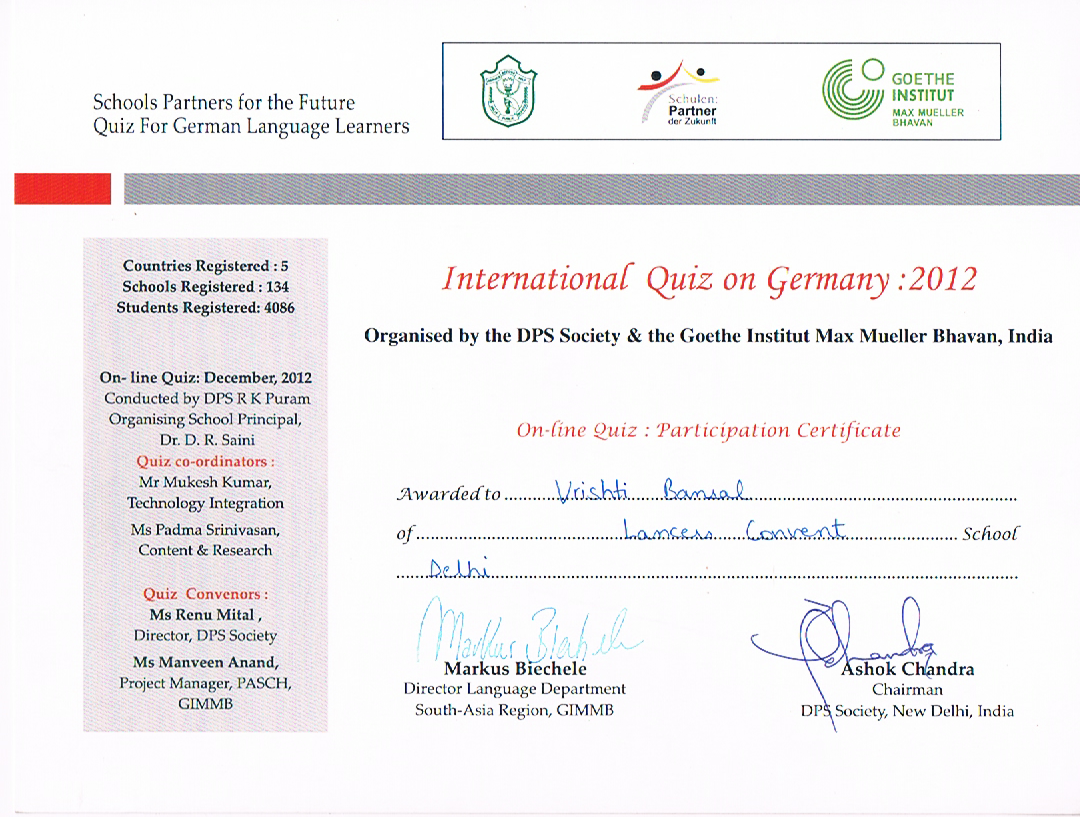 Schools Partners for the Future
Quiz For German Language Learners
Schulen:
Partner
der Zukunft
GOETHE
INSTITUT
MAX MUELLER
BHAVAN
Countries Registered : 5
Schools Registered : 134
Students Registered: 4086
On- line Quiz: December, 2012
Conducted by DPS R K Puram
Organising School Principal,
Dr. D. R. Saini
Quiz co-ordinators :
Mr Mukesh Kumar,
Technology Integration
Ms Padma Srinivasan,
Content & Research
Quiz Convenors :
Ms Renu Mital ,
Director, DPS Society
Ms Manveen Anand,
Project Manager, PASCH,
GIMMB
International Quiz on Germany :2012
Organised by the DPS Society & the Goethe Institut Max Mueller Bhavan, India
On-line Quiz : Participation Certificate
Awarded to Vrishti Bansal
of Lancers Convent School
Delhi
Markus Biechele
Markus Biechele
Director Language Department
South-Asia Region, GIMMB
Ashok Chandra
Chairman
DPS Society, New Delhi, India